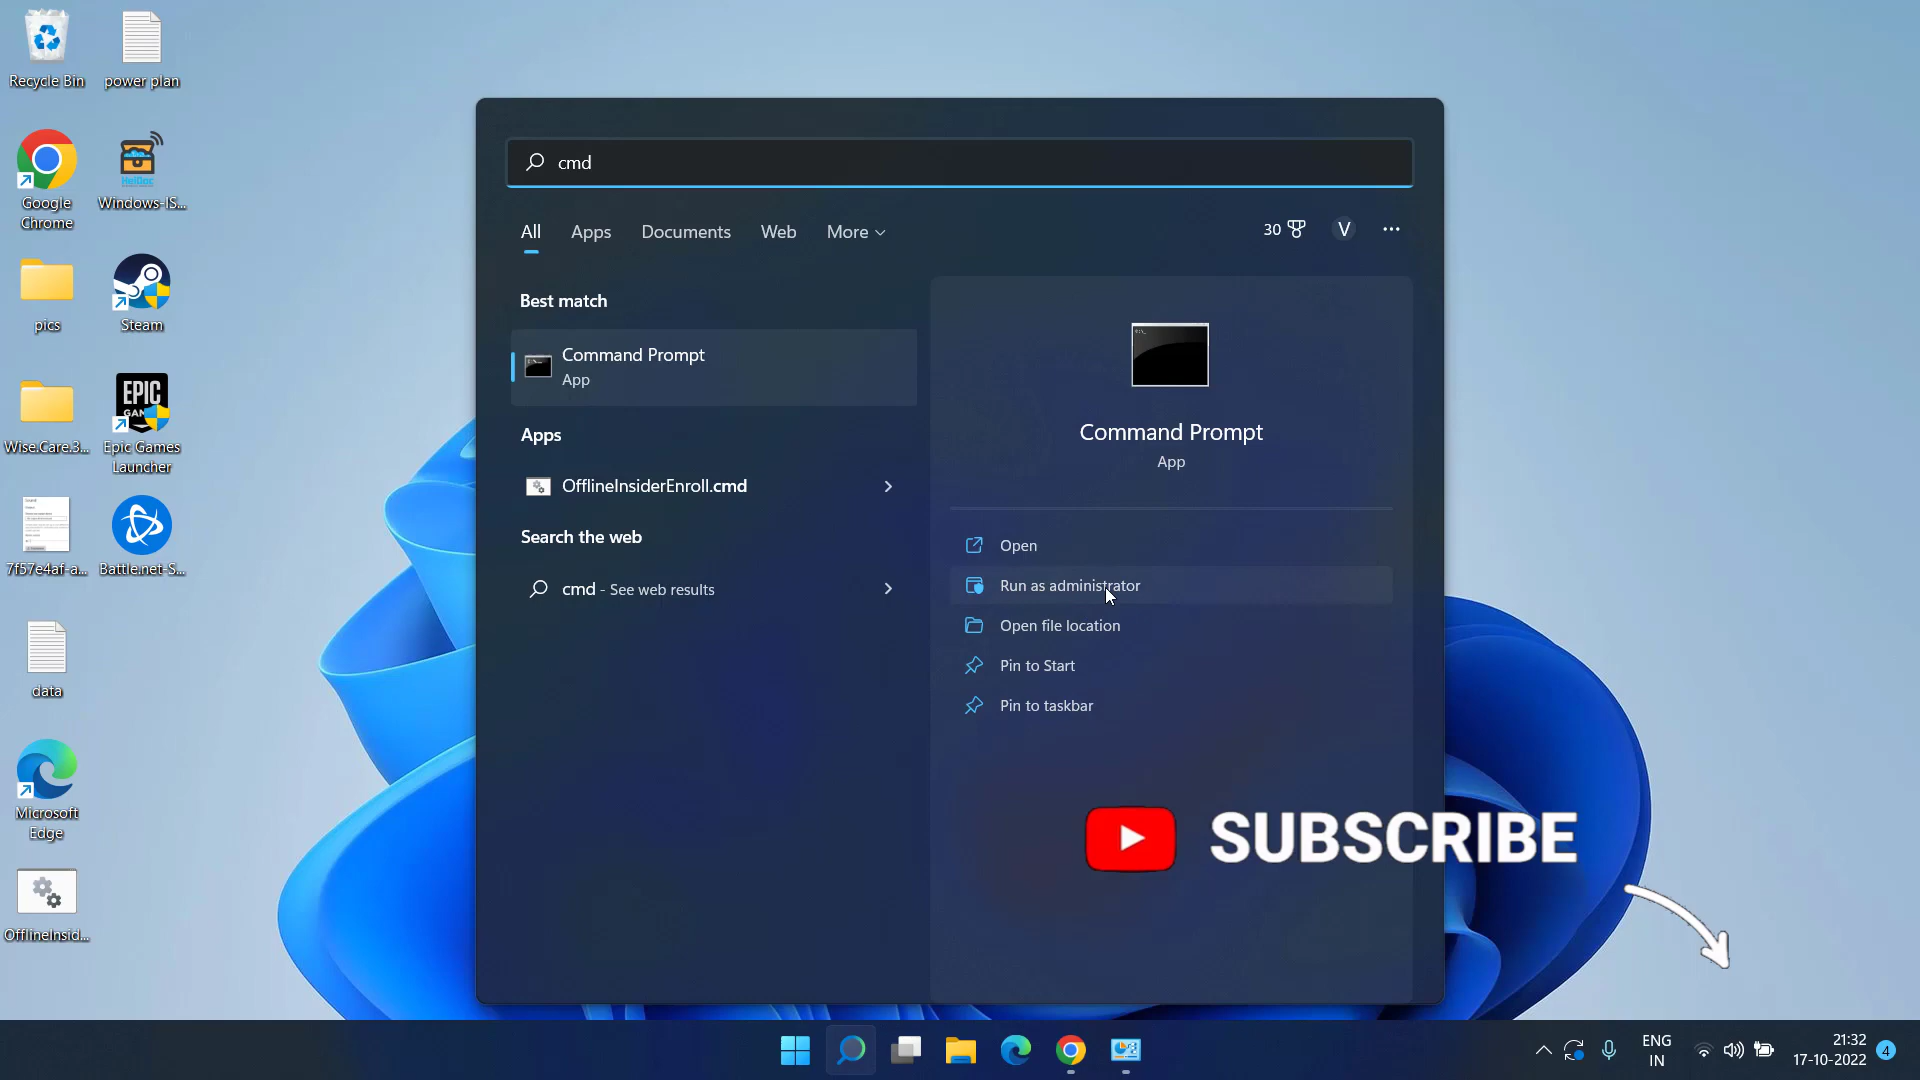 Recycle Bin
power plan
Google
Chrome
Windows-IS...
pics
Steam
Wise.Care.3...
EPIC
Epic Games
Launcher
7f57e4af-a...
Battle.net-S...
data
Microsoft
Edge
OfflineInsid...
cmd
All
Apps
Documents
Web
More
30
V
Best match
Command Prompt
App
Apps
OfflineInsiderEnroll.cmd
Search the web
cmd - See web results
Command Prompt
App
Open
Run as administrator
Open file location
Pin to Start
Pin to taskbar
SUBSCRIBE
ENG
IN
21:32
17-10-2022
4